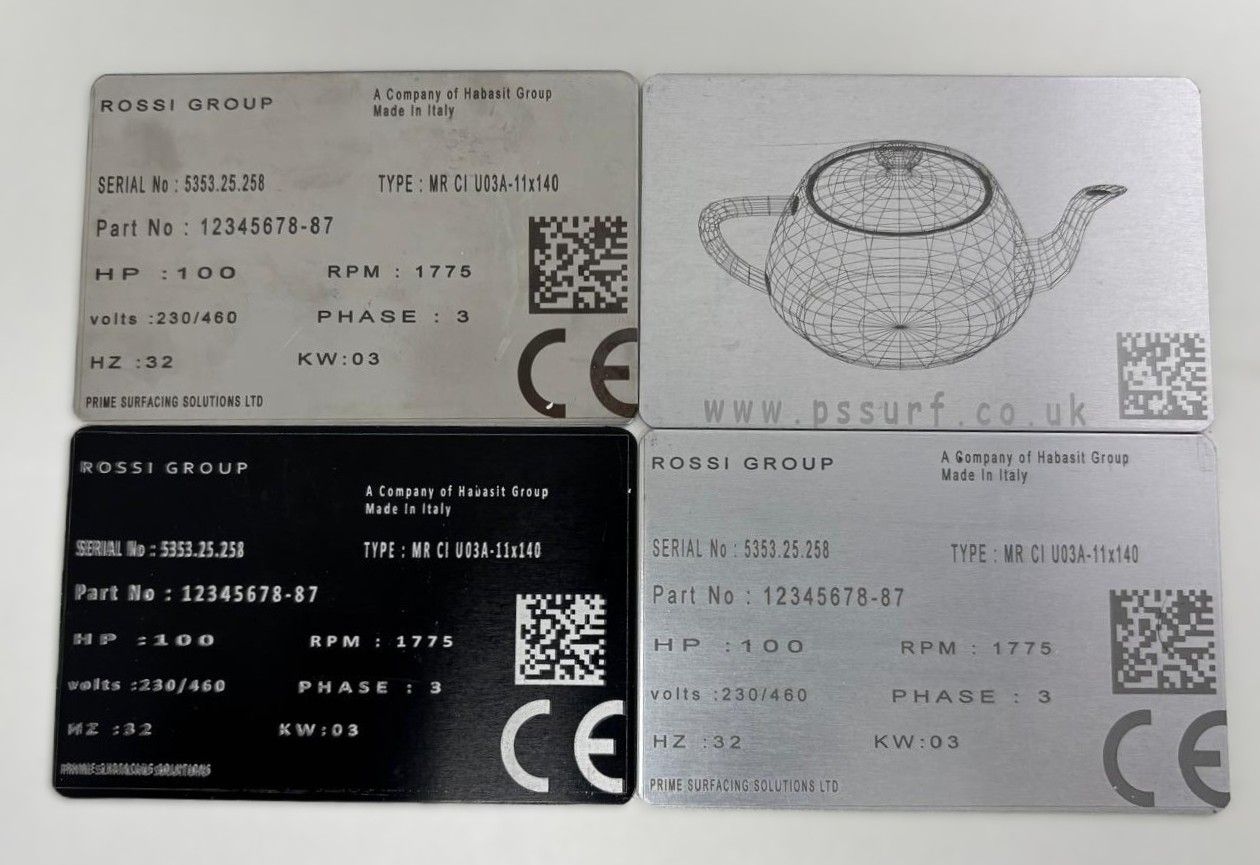 ROSSI GROUP
A Company of Habasit Group
Made In Italy
SERIAL No : 5353.25.258
TYPE : MR CI U03A-11x140
Part No : 12345678-87
HP :100
RPM : 1775
volts :230/460
PHASE : 3
HZ :32
KW:03
CE
PRIME SURFACING SOLUTIONS LTD
www.pssurf.co.uk
ROSSI GROUP
A Company of Habasit Group
Made In Italy
SERIAL No : 5353.25.258
TYPE : MR CI U03A-11x140
Part No : 12345678-87
HP :100
RPM : 1775
volts :230/460
PHASE : 3
HZ :32
KW:03
CE
PRIME SURFACING SOLUTIONS
ROSSI GROUP
A Company of Habasit Group
Made In Italy
SERIAL No : 5353.25.258
TYPE : MR CI U03A-11x140
Part No : 12345678-87
HP :100
RPM : 1775
volts :230/460
PHASE : 3
HZ :32
KW:03
CE
PRIME SURFACING SOLUTIONS LTD